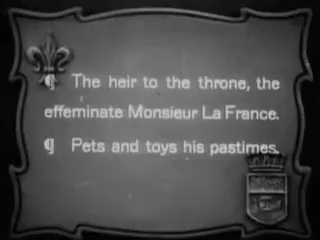 ¶ The heir to the throne, the
effeminate Monsieur La France.
¶ Pets and toys his pastimes.